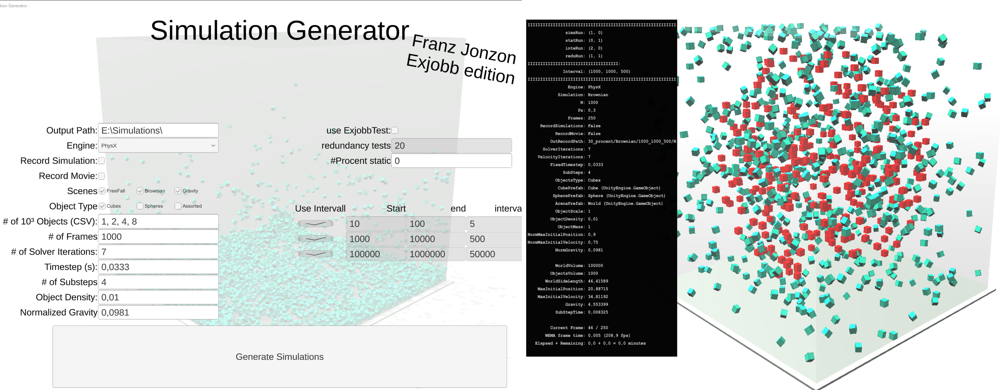 tion Generator
Simulation Generator
Franz Jonzon
Exjobb edition
Output Path: E:\Simulations\
Engine: PhysX
Record Simulation:
Record Movie:
Scenes FreeFall Brownian Gravity
Object Type Cubes Spheres Assorted
# of 10³ Objects (CSV): 1, 2, 4, 8
# of Frames 1000
# of Solver Iterations: 7
Timestep (s): 0,0333
# of Substeps 4
Object Density: 0,01
Normalized Gravity 0,0981
use ExjobbTest:
redundancy tests 20
#Procent static 0
Use Intervall Start end interva
10 100 5
1000 10000 500
100000 1000000 50000
Generate Simulations
simsRun: (1, 0)
statRun: (0, 1)
inteRun: (2, 0)
reduRun: (1, 1)
Interval: (1000, 1000, 500)
Engine: PhysX
Simulation: Brownian
N: 1000
Ps: 0,3
Frames: 250
RecordSimulations: False
RecordMovie: False
OutRecordPath: 30_procent/Brownian/1000_1000_500/N
SolverIterations: 7
VelocityIterations: 7
FixedTimestep: 0,0333
SubSteps: 4
ObjectsType: Cubes
CubePrefab: Cube (UnityEngine.GameObject)
SpherePrefab: Sphere (UnityEngine.GameObject)
ArenaPrefab: World (UnityEngine.GameObject)
ObjectScale: 1
ObjectDensity: 0,01
ObjectMass: 1
NormMaxInitialPosition: 0,9
NormMaxInitialVelocity: 0,75
NormGravity: 0,0981
WorldVolume: 100000
ObjectsVolume: 1000
WorldSideLength: 46,41589
MaxInitialPosition: 20,88715
MaxInitialVelocity: 34,81192
Gravity: 4,553399
SubStepTime: 0,008325
Current Frame: 46 / 250
WEMA frame time: 0,005 (208,9 fps)
Elapsed + Remaining: 0,0 + 0,0 = 0,0 minutes